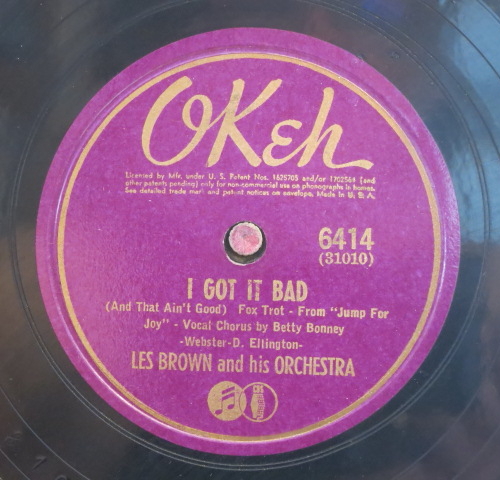 OKeh
Licensed by Mfr. under U. S. Patent Nos. 1625705 and/or 1702564 (and
other patents pending) only for non-commercial use on phonographs in homes.
See detailed trade mark and patent notices on envelope. Made in U. S. A.
6414
(31010)
I GOT IT BAD
(And That Ain't Good) Fox Trot - From "Jump For
Joy" - Vocal Chorus by Betty Bonney
-Webster-D. Ellington-
LES BROWN and his ORCHESTRA
CBS